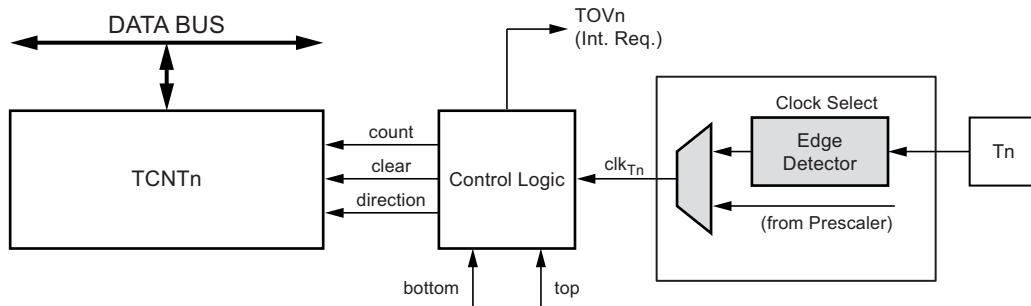 DATA BUS
TOVn
(Int. Req.)
Clock Select
count
Edge
Detector
Tn
TCNTn
clear
Control Logic
clkTn
direction
(from Prescaler)
bottom
top